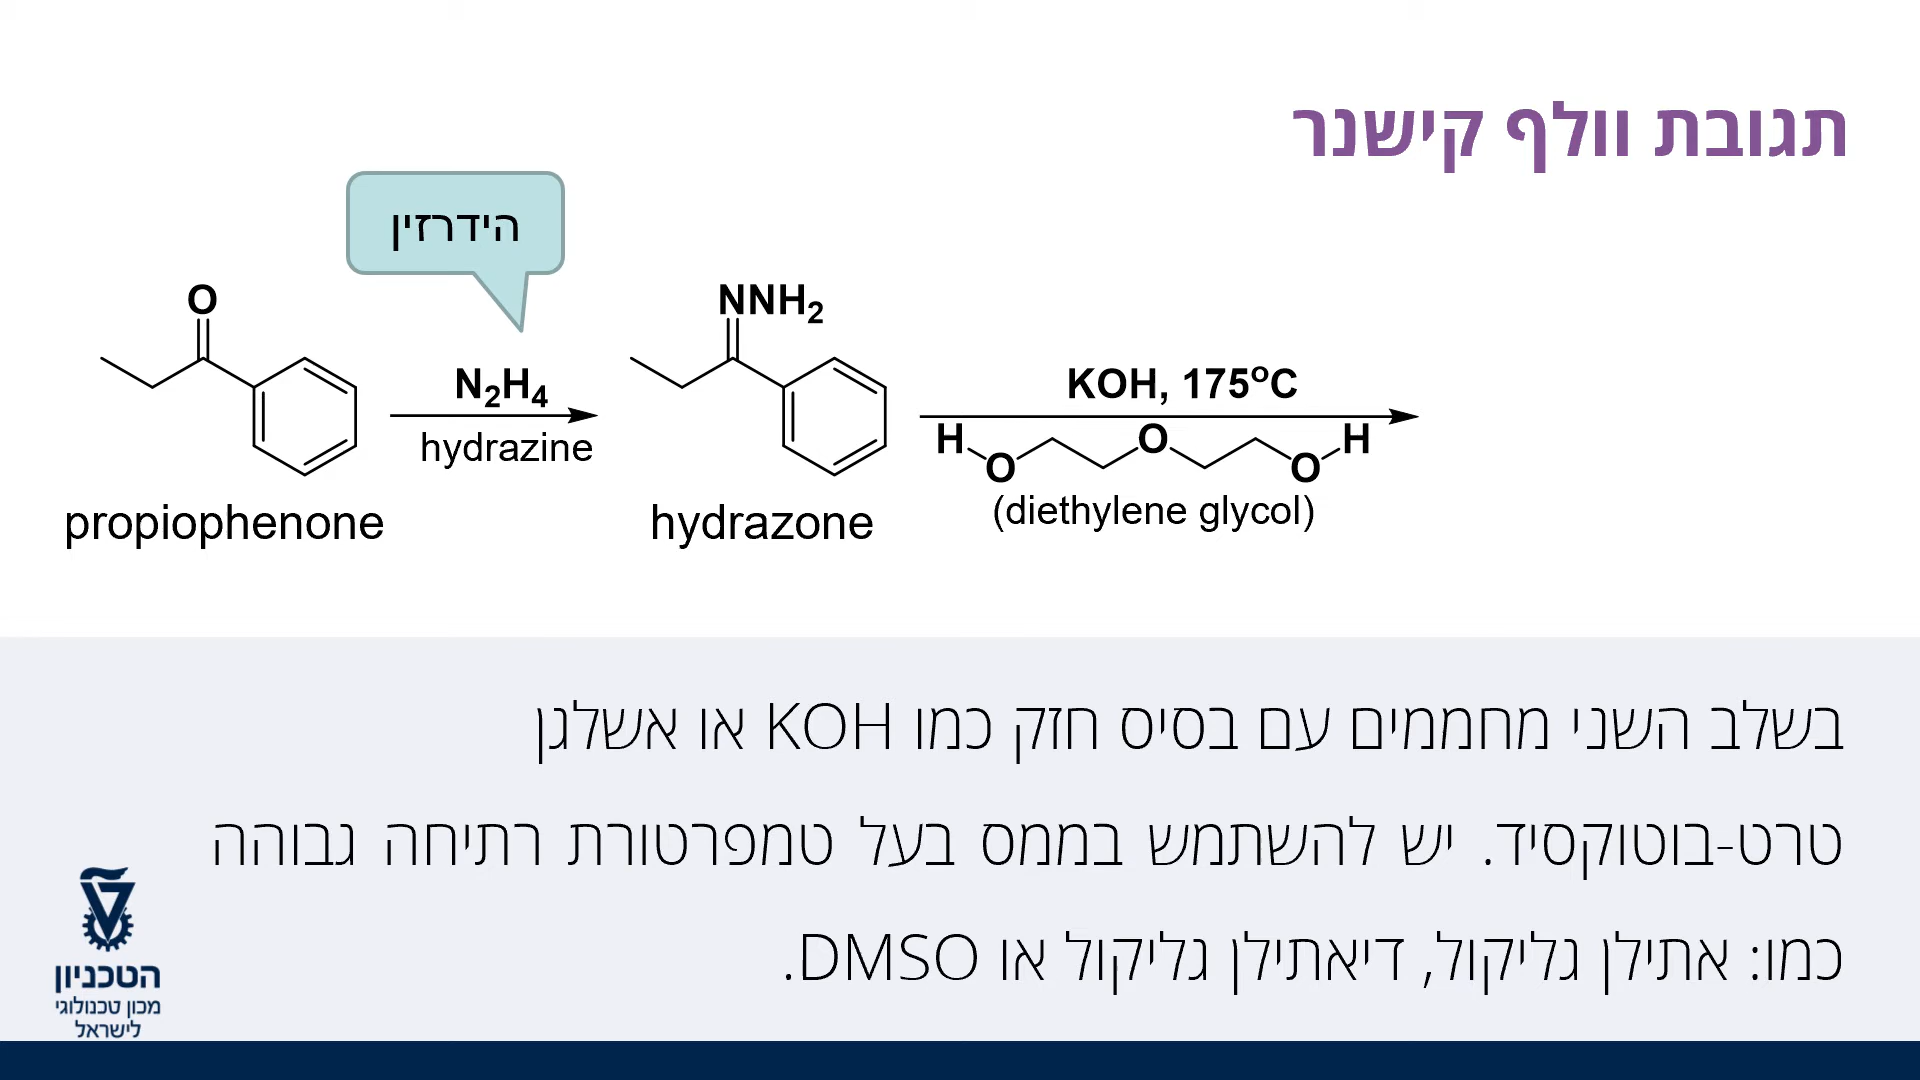 תגובת וולף קישנר
הידרזין
O
NNH₂
N₂H₄
KOH, 175ᵒC
hydrazine
H O O O H
(diethylene glycol)
propiophenone
hydrazone
בשלב השני מחממים עם בסיס חזק כמו KOH או אשלגן
טרט-בוטוקסיד. יש להשתמש בממס בעל טמפרטורת רתיחה גבוהה
כמו: אתילן גליקול, דיאתילן גליקול או DMSO.
הטכניון
מכון טכנולוגי
לישראל